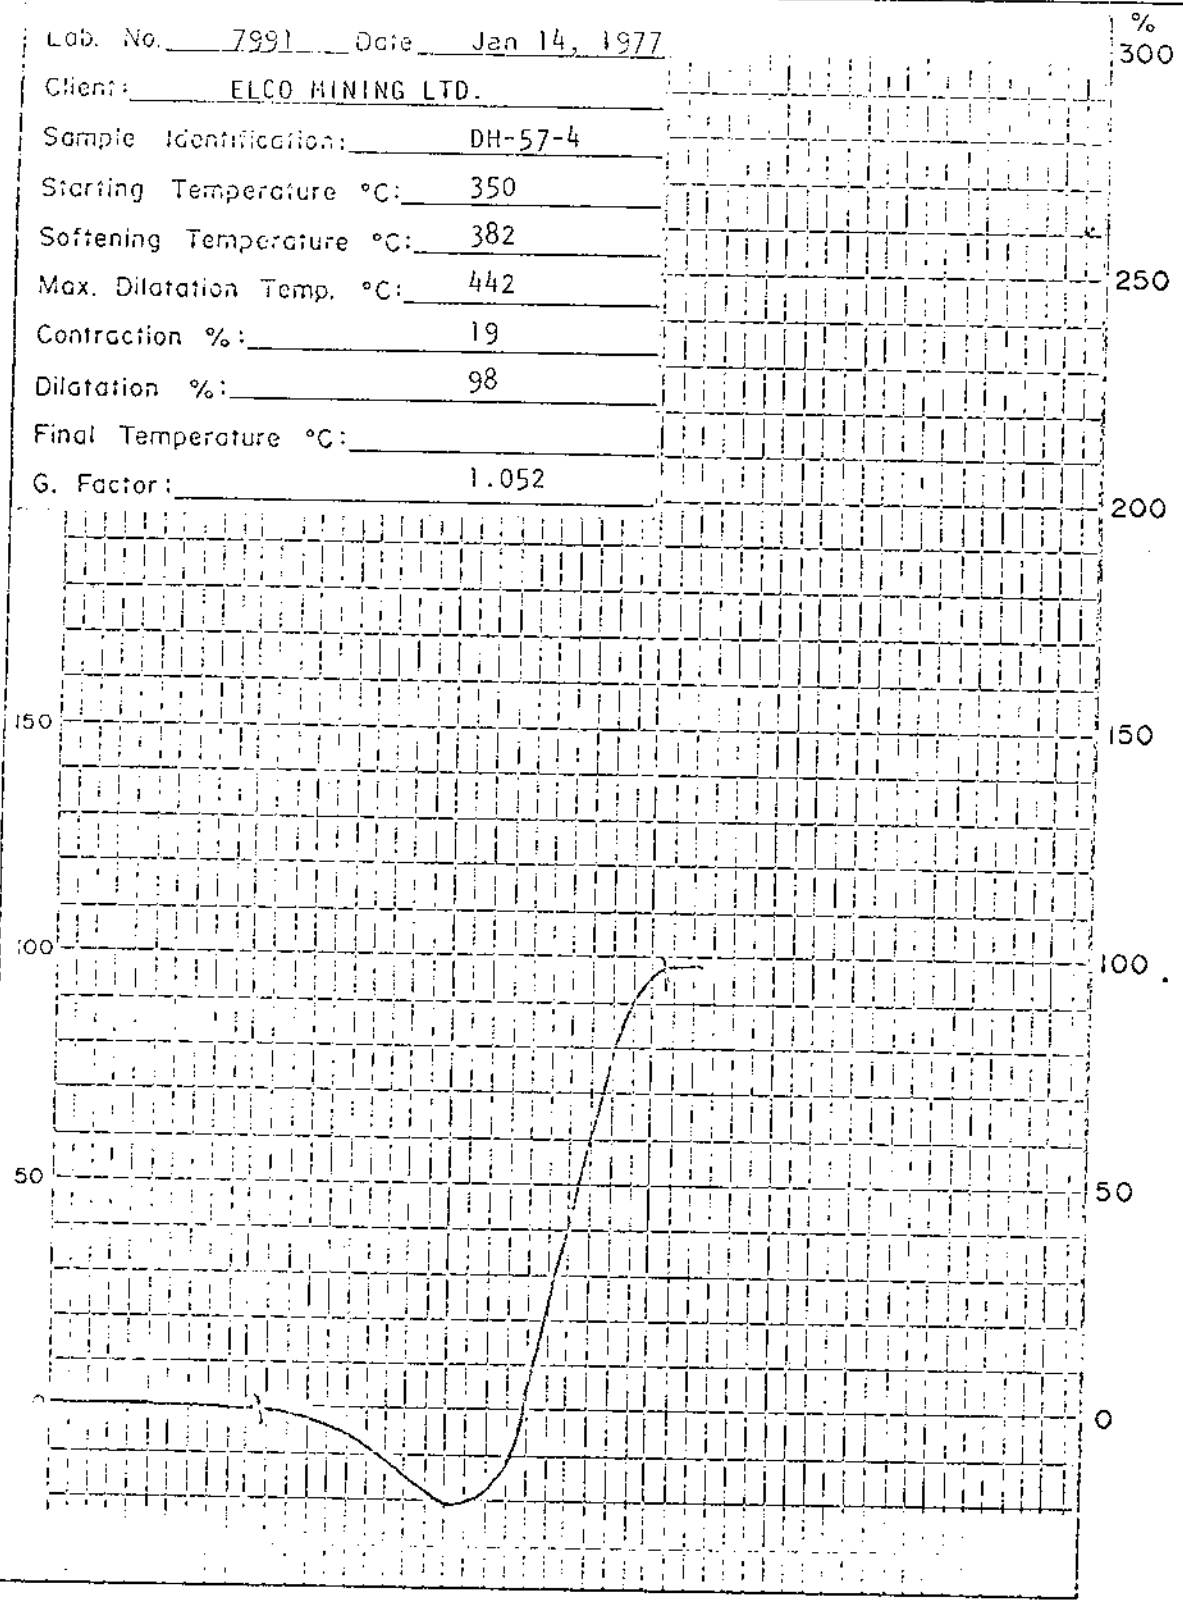 Lab. No. 7991 Date Jan 14, 1977
Client: ELCO MINING LTD.
Sample Identification: DH-57-4
Starting Temperature °C: 350
Softening Temperature °C: 382
Max. Dilatation Temp. °C: 442
Contraction %: 19
Dilatation %: 98
Final Temperature °C:
G. Factor: 1.052
%
300
250
200
150 150
100 100
50 50
0 0